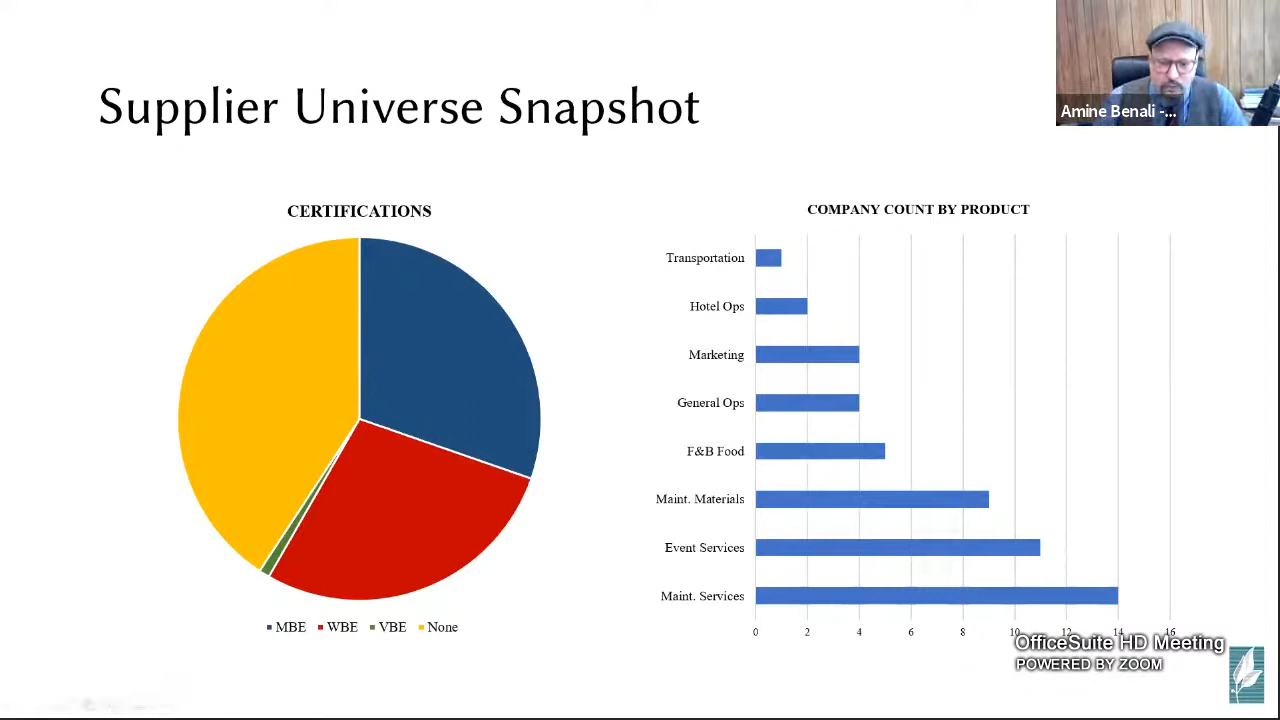 Amine Benali -...
Supplier Universe Snapshot
CERTIFICATIONS
MBE WBE VBE None
COMPANY COUNT BY PRODUCT
Transportation
Hotel Ops
Marketing
General Ops
F&B Food
Maint. Materials
Event Services
Maint. Services
0 2 4 6 8 10 12 14 16
OfficeSuite HD Meeting
POWERED BY ZOOM